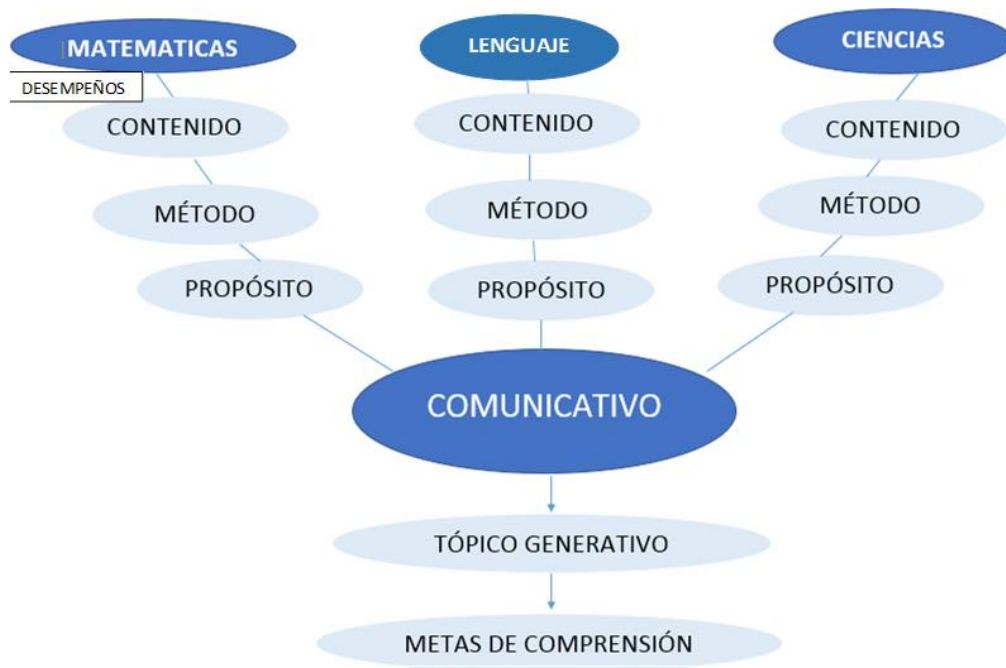 MATEMATICAS
LENGUAJE
CIENCIAS
DESEMPEÑOS
CONTENIDO
CONTENIDO
CONTENIDO
MÉTODO
MÉTODO
MÉTODO
PROPÓSITO
PROPÓSITO
PROPÓSITO
COMUNICATIVO
TÓPICO GENERATIVO
METAS DE COMPRENSIÓN